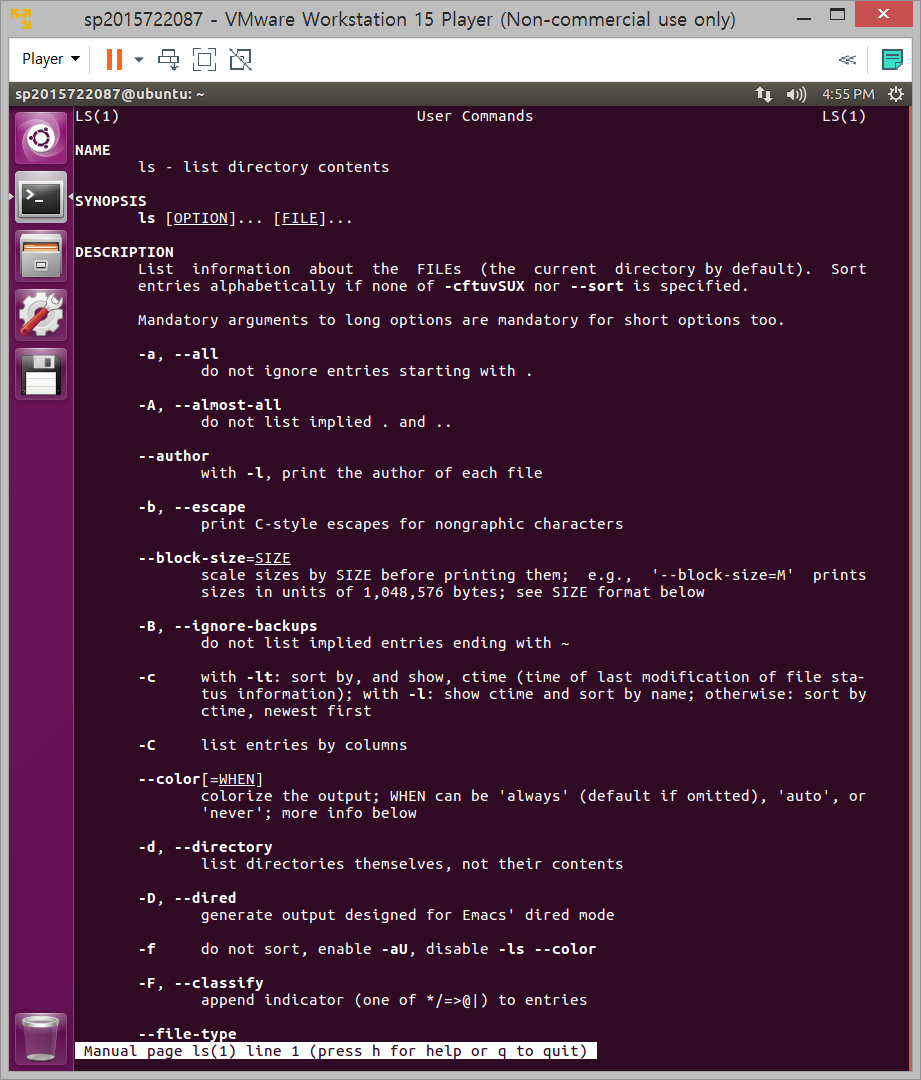 sp2015722087 - VMware Workstation 15 Player (Non-commercial use only)
Player
sp2015722087@ubuntu: ~
4:55 PM
LS(1) User Commands LS(1)
NAME
ls - list directory contents
SYNOPSIS
ls [OPTION]... [FILE]...
DESCRIPTION
List information about the FILEs (the current directory by default). Sort
entries alphabetically if none of -cftuvSUX nor --sort is specified.
Mandatory arguments to long options are mandatory for short options too.
-a, --all
do not ignore entries starting with .
-A, --almost-all
do not list implied . and ..
--author
with -l, print the author of each file
-b, --escape
print C-style escapes for nongraphic characters
--block-size=SIZE
scale sizes by SIZE before printing them; e.g., '--block-size=M' prints
sizes in units of 1,048,576 bytes; see SIZE format below
-B, --ignore-backups
do not list implied entries ending with ~
-c with -lt: sort by, and show, ctime (time of last modification of file sta-
tus information); with -l: show ctime and sort by name; otherwise: sort by
ctime, newest first
-C list entries by columns
--color[=WHEN]
colorize the output; WHEN can be 'always' (default if omitted), 'auto', or
'never'; more info below
-d, --directory
list directories themselves, not their contents
-D, --dired
generate output designed for Emacs' dired mode
-f do not sort, enable -aU, disable -ls --color
-F, --classify
append indicator (one of */=>@|) to entries
--file-type
Manual page ls(1) line 1 (press h for help or q to quit)